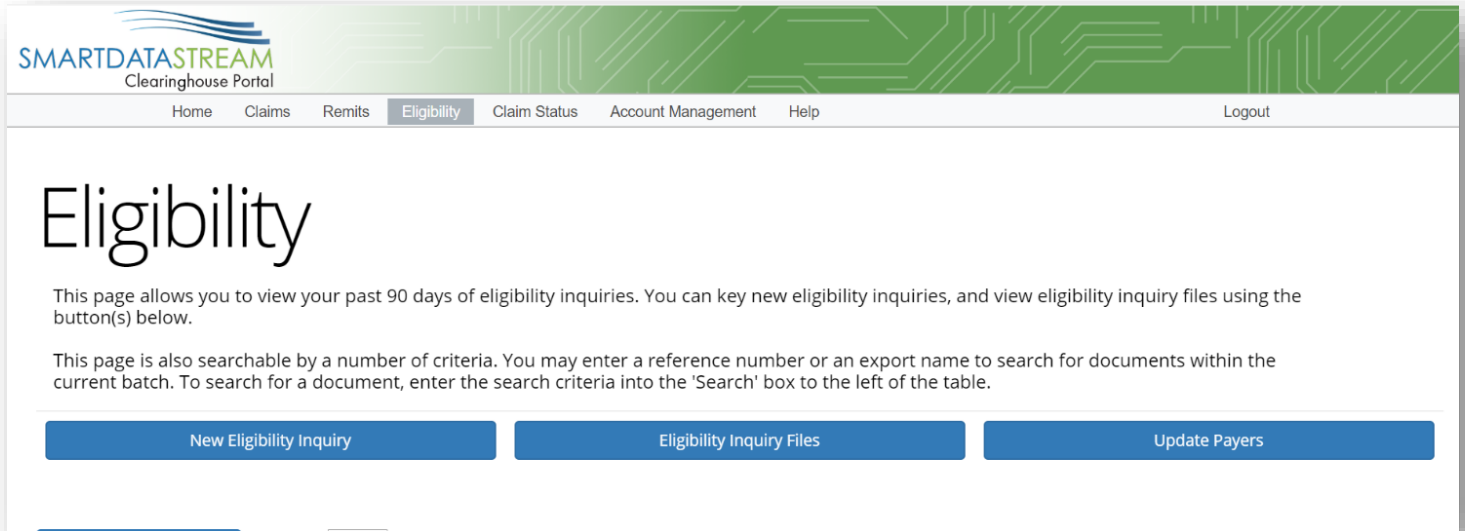 SMARTDATASTREAM
Clearinghouse Portal
Home Claims Remits Eligibility Claim Status Account Management Help Logout
Eligibility
This page allows you to view your past 90 days of eligibility inquiries. You can key new eligibility inquiries, and view eligibility inquiry files using the
button(s) below.
This page is also searchable by a number of criteria. You may enter a reference number or an export name to search for documents within the
current batch. To search for a document, enter the search criteria into the 'Search' box to the left of the table.
New Eligibility Inquiry Eligibility Inquiry Files Update Payers